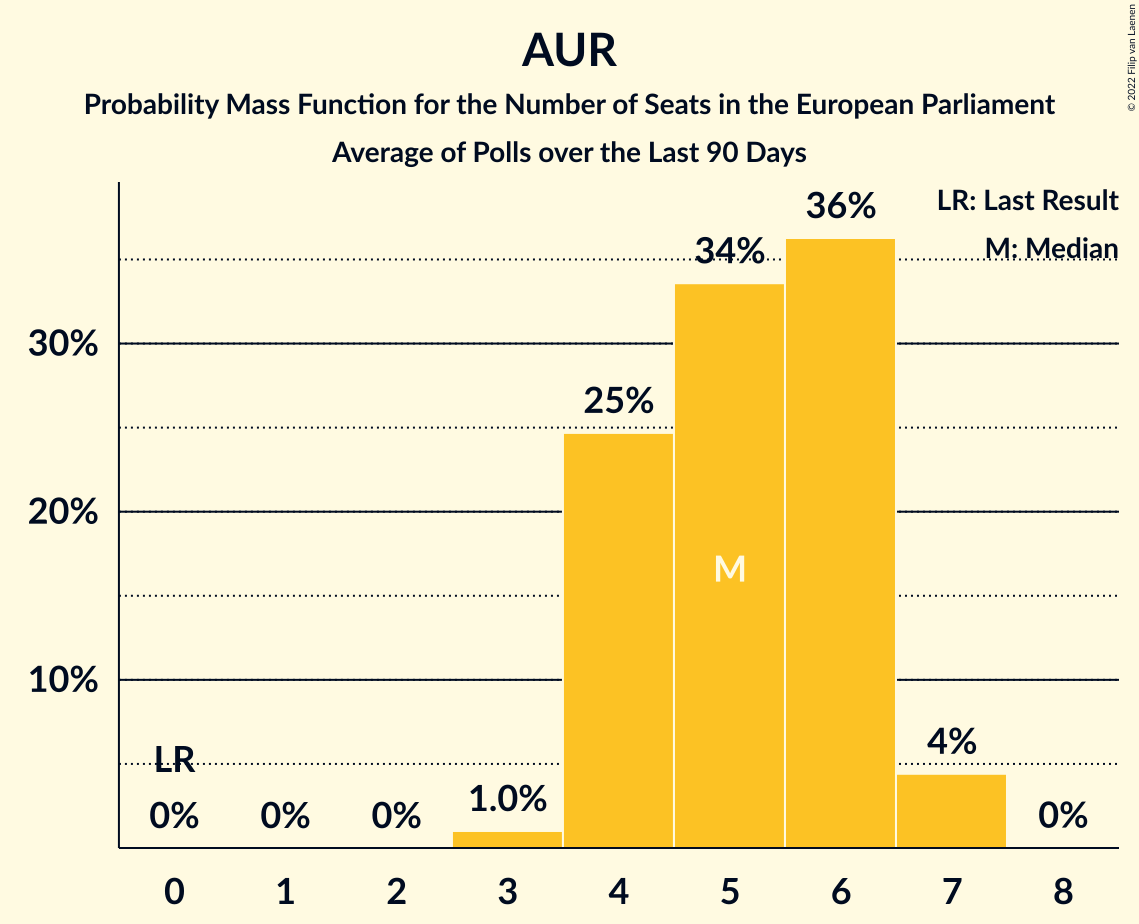 AUR
Probability Mass Function for the Number of Seats in the European Parliament
Average of Polls over the Last 90 Days
© 2022 Filip van Laenen
LR: Last Result
M: Median
36%
34%
30%
25%
20%
M
10%
LR
4%
1.0%
0% 0% 0% 0%
0 1 2 3 4 5 6 7 8